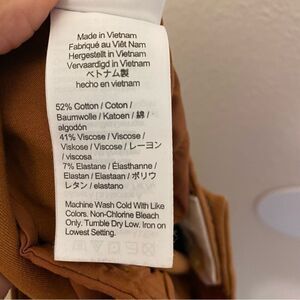 Made in Vietnam
Fabriqué au Viêt Nam
Hergestellt in Vietnam
Vervaardigd in Vietnam
ベトナム製
hecho en vietnam
52% Cotton / Coton /
Baumwolle / Katoen / 綿 /
algodón
41% Viscose / Viscose /
Viskose / Viscose / レーヨン
/ viscosa
7% Elastane / Élasthanne /
Elastan / Elastaan / ポリウ
レタン / elastano
Machine Wash Cold With Like
Colors. Non-Chlorine Bleach
Only. Tumble Dry Low. Iron on
Lowest Setting.